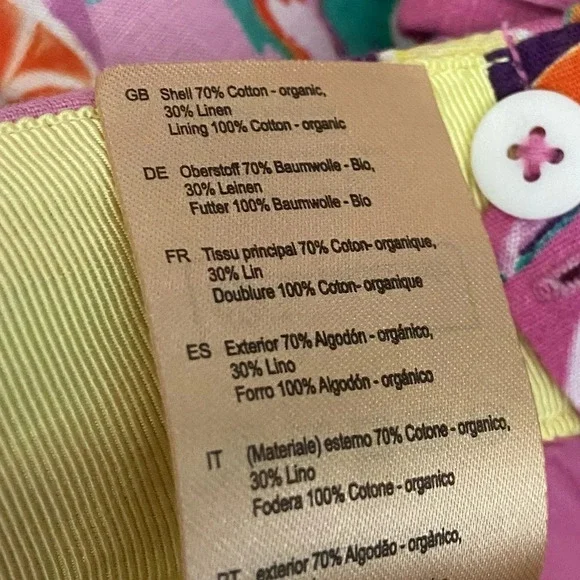 GB Shell 70% Cotton - organic,
30% Linen
Lining 100% Cotton - organic
DE Oberstoff 70% Baumwolle - Bio,
30% Leinen
Futter 100% Baumwolle - Bio
FR Tissu principal 70% Coton- organique,
30% Lin
Doublure 100% Coton- organique
ES Exterior 70% Algodón - orgánico,
30% Lino
Forro 100% Algodón - orgánico
IT (Materiale) esterno 70% Cotone - organico,
30% Lino
Fodera 100% Cotone - organico
PT exterior 70% Algodão - orgânico,